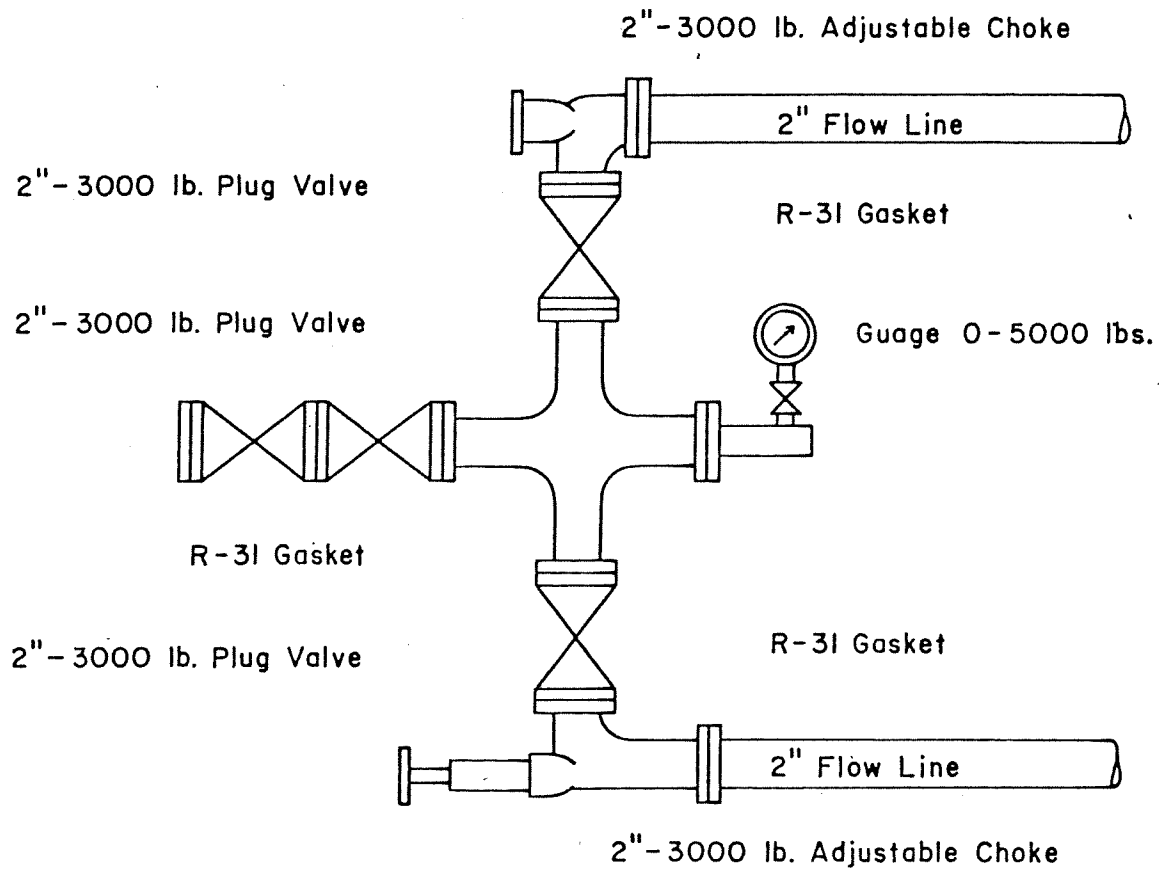 2"-3000 lb. Adjustable Choke
2" Flow Line
2"-3000 lb. Plug Valve
R-31 Gasket
2"-3000 lb. Plug Valve
Guage 0-5000 lbs.
R-31 Gasket
R-31 Gasket
2"-3000 lb. Plug Valve
2" Flow Line
2"-3000 lb. Adjustable Choke